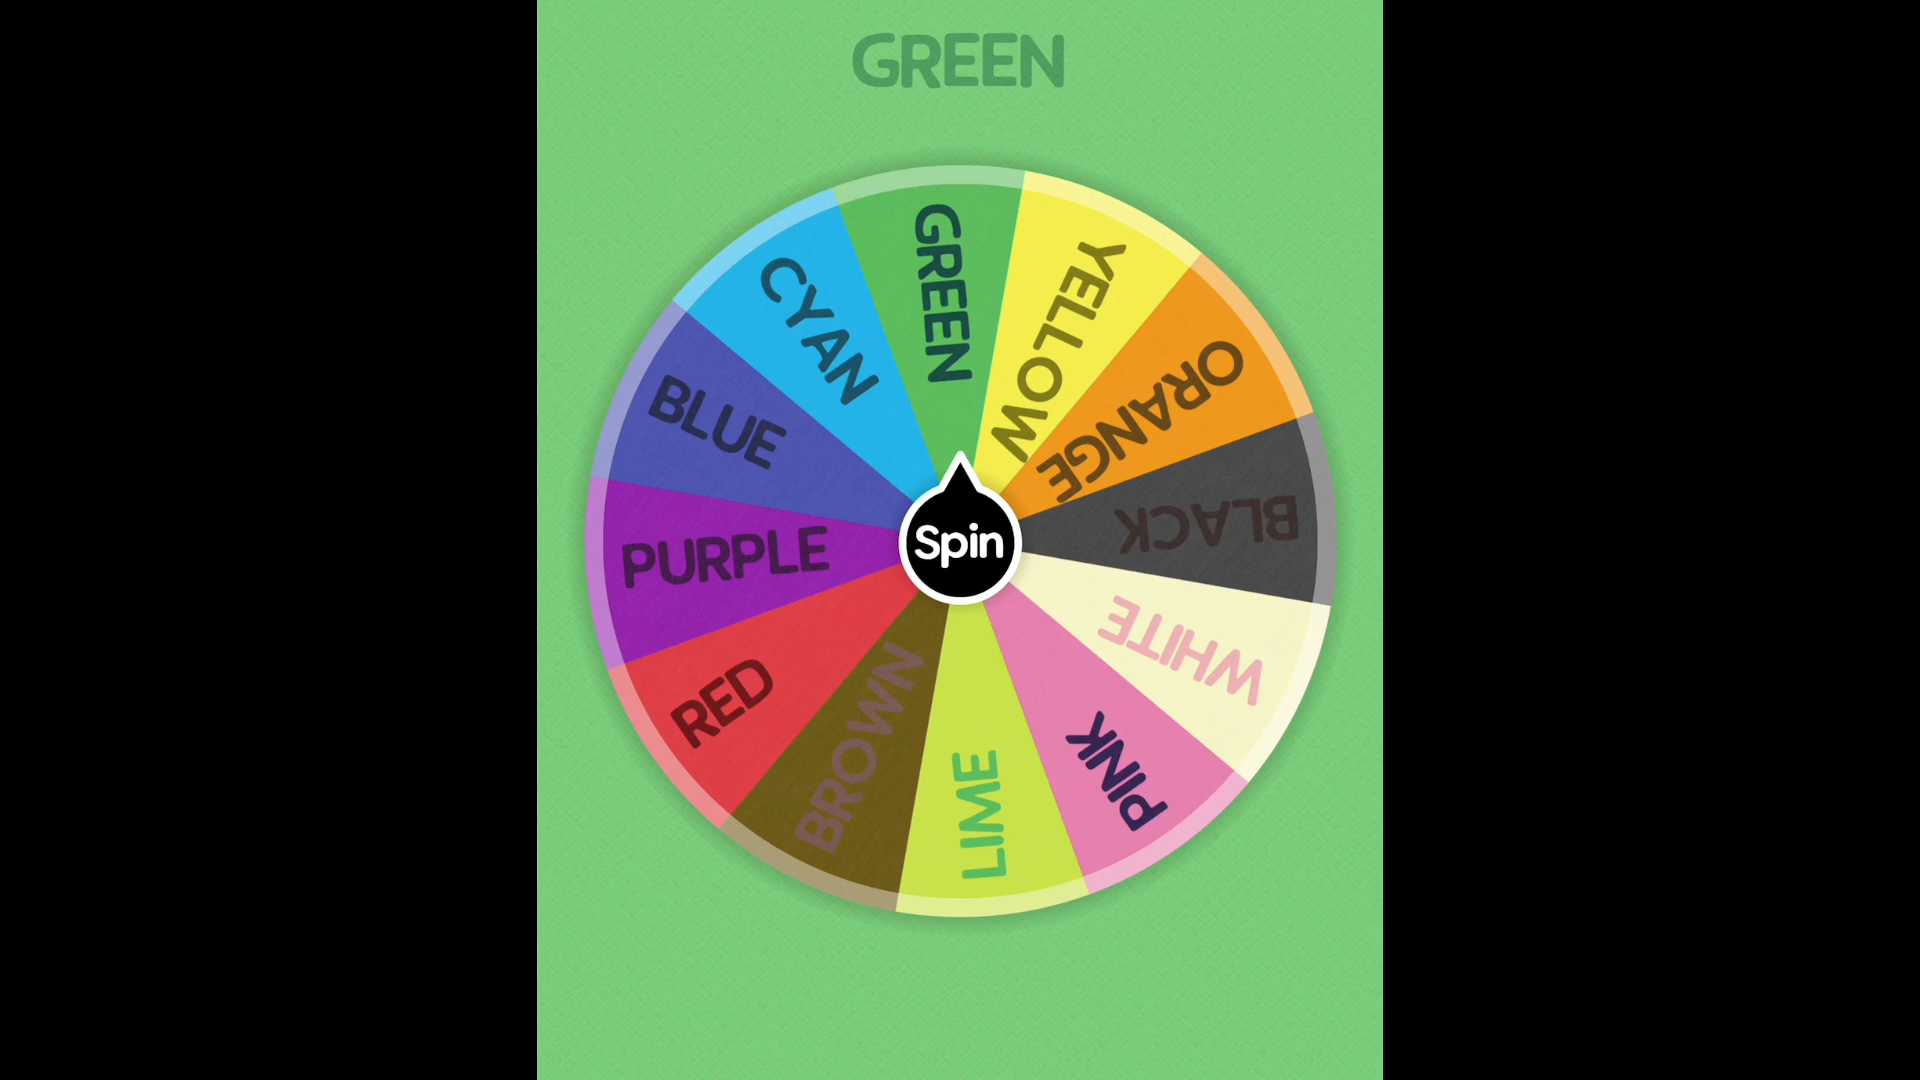 GREEN
GREEN
YELLOW
ORANGE
BLACK
WHITE
PINK
LIME
BROWN
RED
PURPLE
BLUE
CYAN
Spin